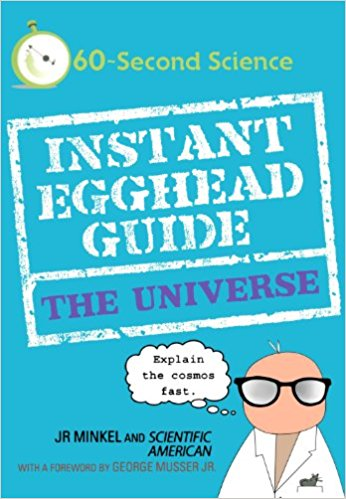 60-Second Science
INSTANT
EGGHEAD
GUIDE
THE UNIVERSE
Explain
the cosmos
fast.
JR MINKEL AND SCIENTIFIC
AMERICAN
WITH A FOREWORD BY GEORGE MUSSER JR.